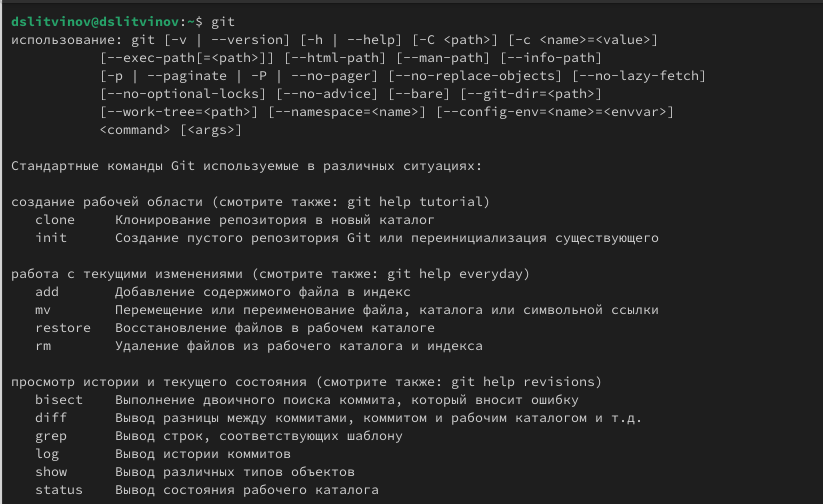 dslitvinov@dslitvinov:~$ git
использование: git [-v | --version] [-h | --help] [-C <path>] [-c <name>=<value>]
[--exec-path[=<path>]] [--html-path] [--man-path] [--info-path]
[-p | --paginate | -P | --no-pager] [--no-replace-objects] [--no-lazy-fetch]
[--no-optional-locks] [--no-advice] [--bare] [--git-dir=<path>]
[--work-tree=<path>] [--namespace=<name>] [--config-env=<name>=<envvar>]
<command> [<args>]
Стандартные команды Git используемые в различных ситуациях:
создание рабочей области (смотрите также: git help tutorial)
clone Клонирование репозитория в новый каталог
init Создание пустого репозитория Git или переинициализация существующего
работа с текущими изменениями (смотрите также: git help everyday)
add Добавление содержимого файла в индекс
mv Перемещение или переименование файла, каталога или символьной ссылки
restore Восстановление файлов в рабочем каталоге
rm Удаление файлов из рабочего каталога и индекса
просмотр истории и текущего состояния (смотрите также: git help revisions)
bisect Выполнение двоичного поиска коммита, который вносит ошибку
diff Вывод разницы между коммитами, коммитом и рабочим каталогом и т.д.
grep Вывод строк, соответствующих шаблону
log Вывод истории коммитов
show Вывод различных типов объектов
status Вывод состояния рабочего каталога